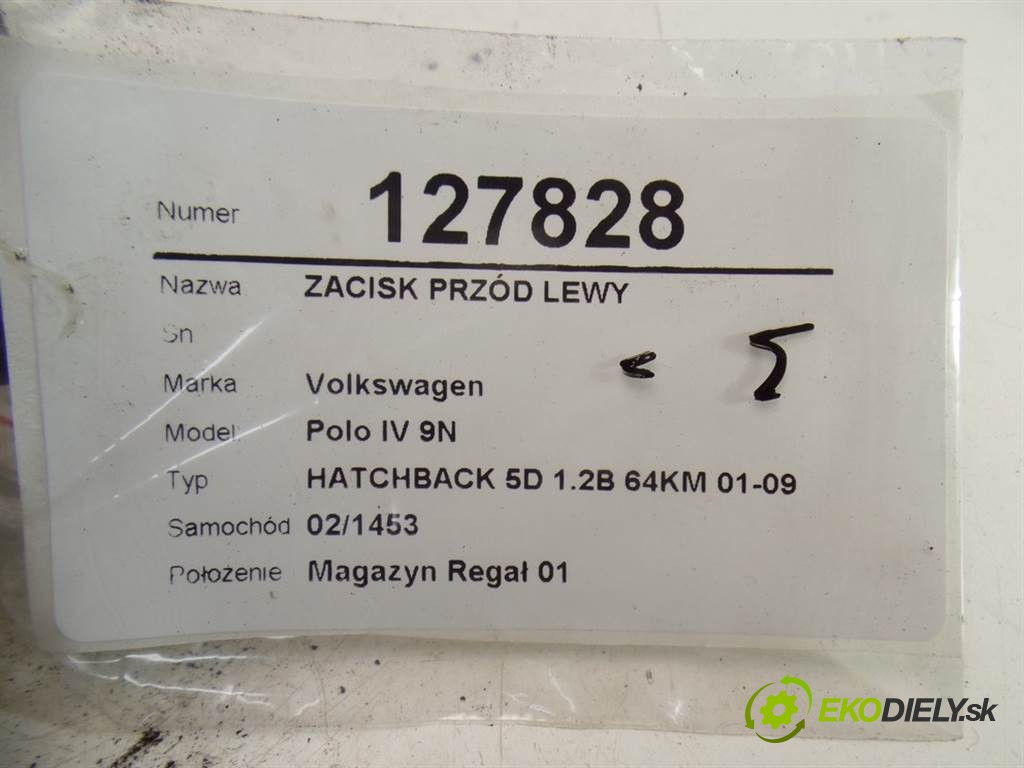 Numer 127828
Nazwa ZACISK PRZÓD LEWY
Sn
Marka Volkswagen
Model Polo IV 9N
Typ HATCHBACK 5D 1.2B 64KM 01-09
Samochód 02/1453
Położenie Magazyn Regał 01
EKODIELY.sk